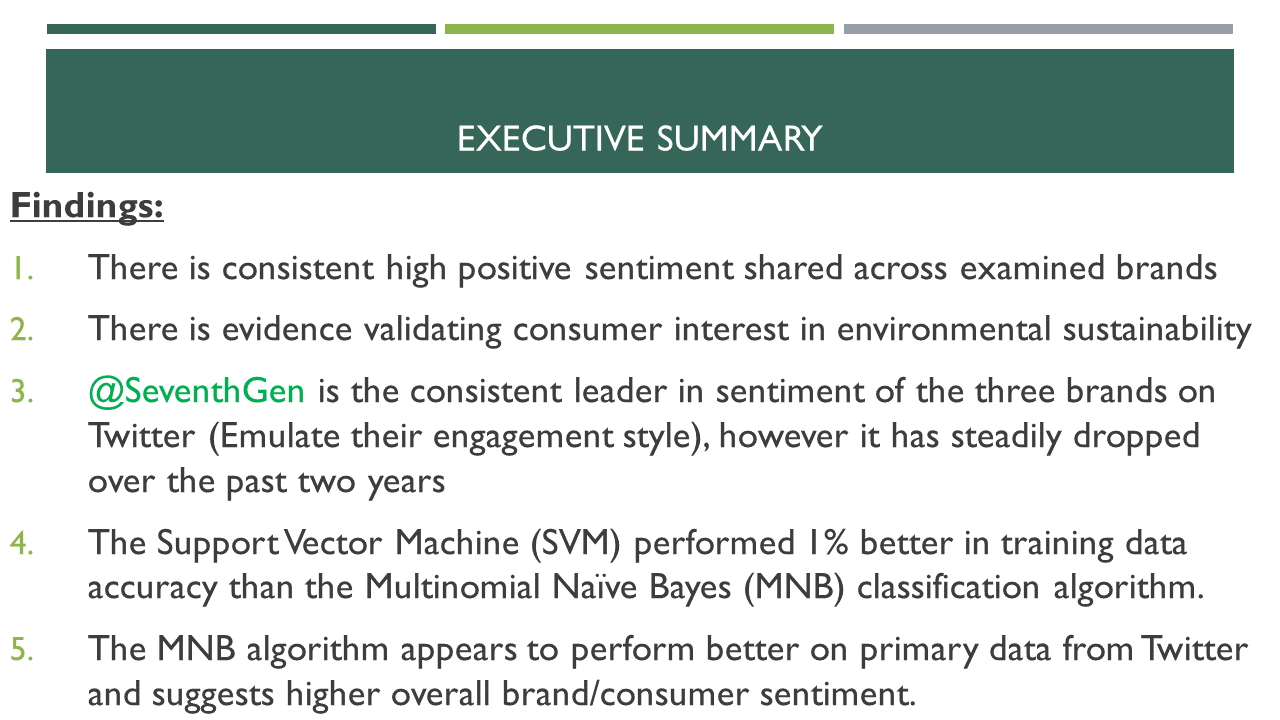 EXECUTIVE SUMMARY
Findings:
1. There is consistent high positive sentiment shared across examined brands
2. There is evidence validating consumer interest in environmental sustainability
3. @SeventhGen is the consistent leader in sentiment of the three brands on
Twitter (Emulate their engagement style), however it has steadily dropped
over the past two years
4. The Support Vector Machine (SVM) performed 1% better in training data
accuracy than the Multinomial Naïve Bayes (MNB) classification algorithm.
5. The MNB algorithm appears to perform better on primary data from Twitter
and suggests higher overall brand/consumer sentiment.